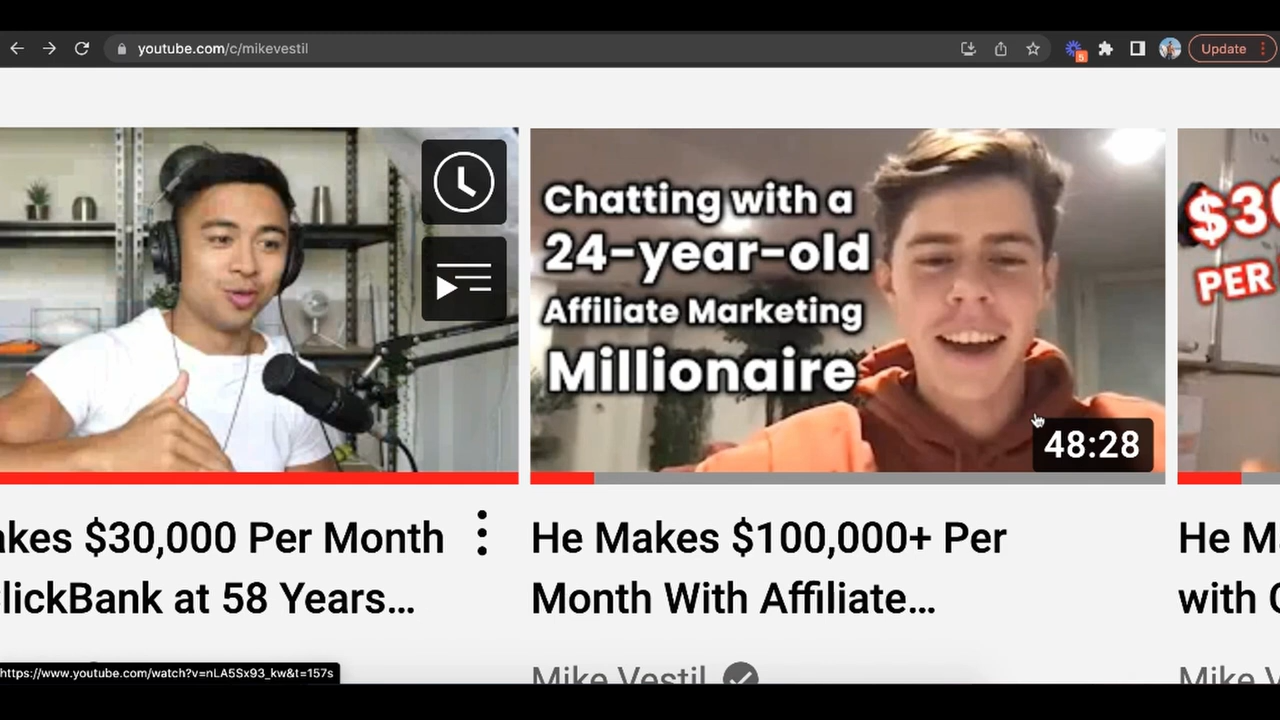 youtube.com/c/mikevestil
5
Update
Chatting with a
24-year-old
Affiliate Marketing
Millionaire
48:28
$30
PER
akes $30,000 Per Month
lickBank at 58 Years...
He Makes $100,000+ Per
Month With Affiliate...
He M
with C
Mike Vestil
Mike V
https://www.youtube.com/watch?v=nLA5Sx93_kw&t=157s